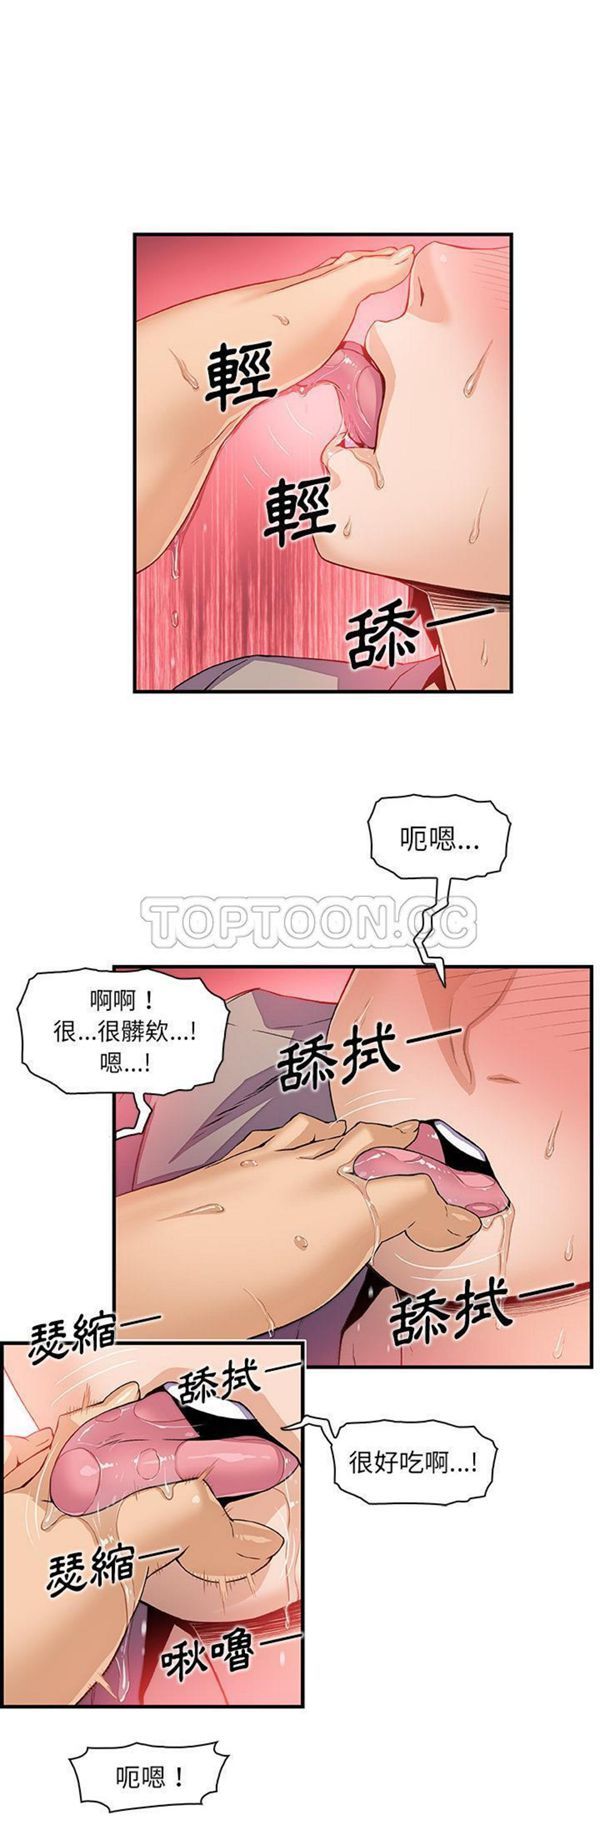 輕
輕
舔一
呃嗯...
TOPTOON.CC
啊啊！
很...很髒欸...!
嗯...!
舔拭一
舔拭一
瑟縮一
舔拭一
很好吃啊...!
瑟縮一
啾嚕一
呃嗯！